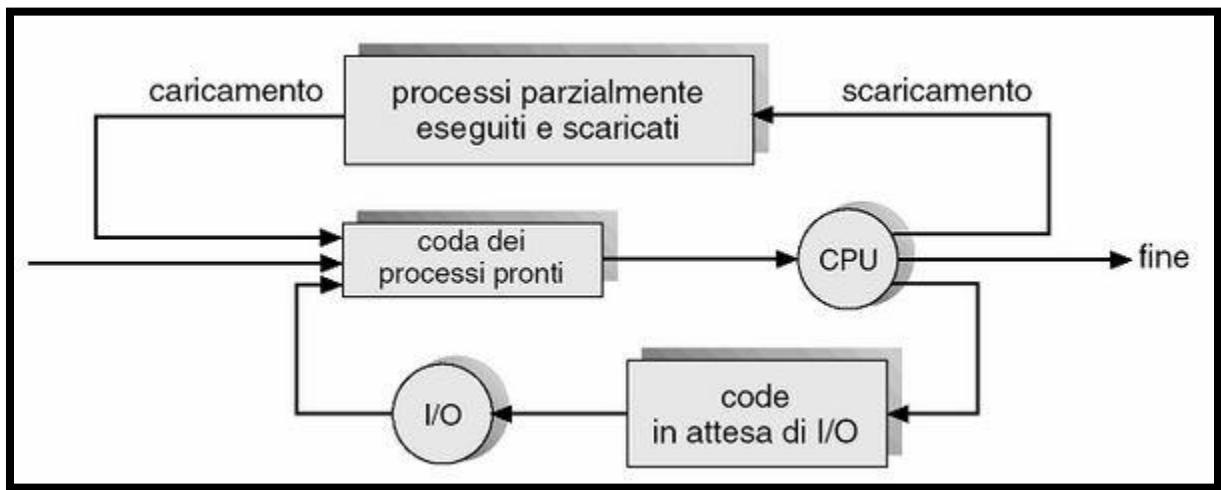 caricamento
processi parzialmente
eseguiti e scaricati
scaricamento
coda dei
processi pronti
CPU
fine
I/O
code
in attesa di I/O